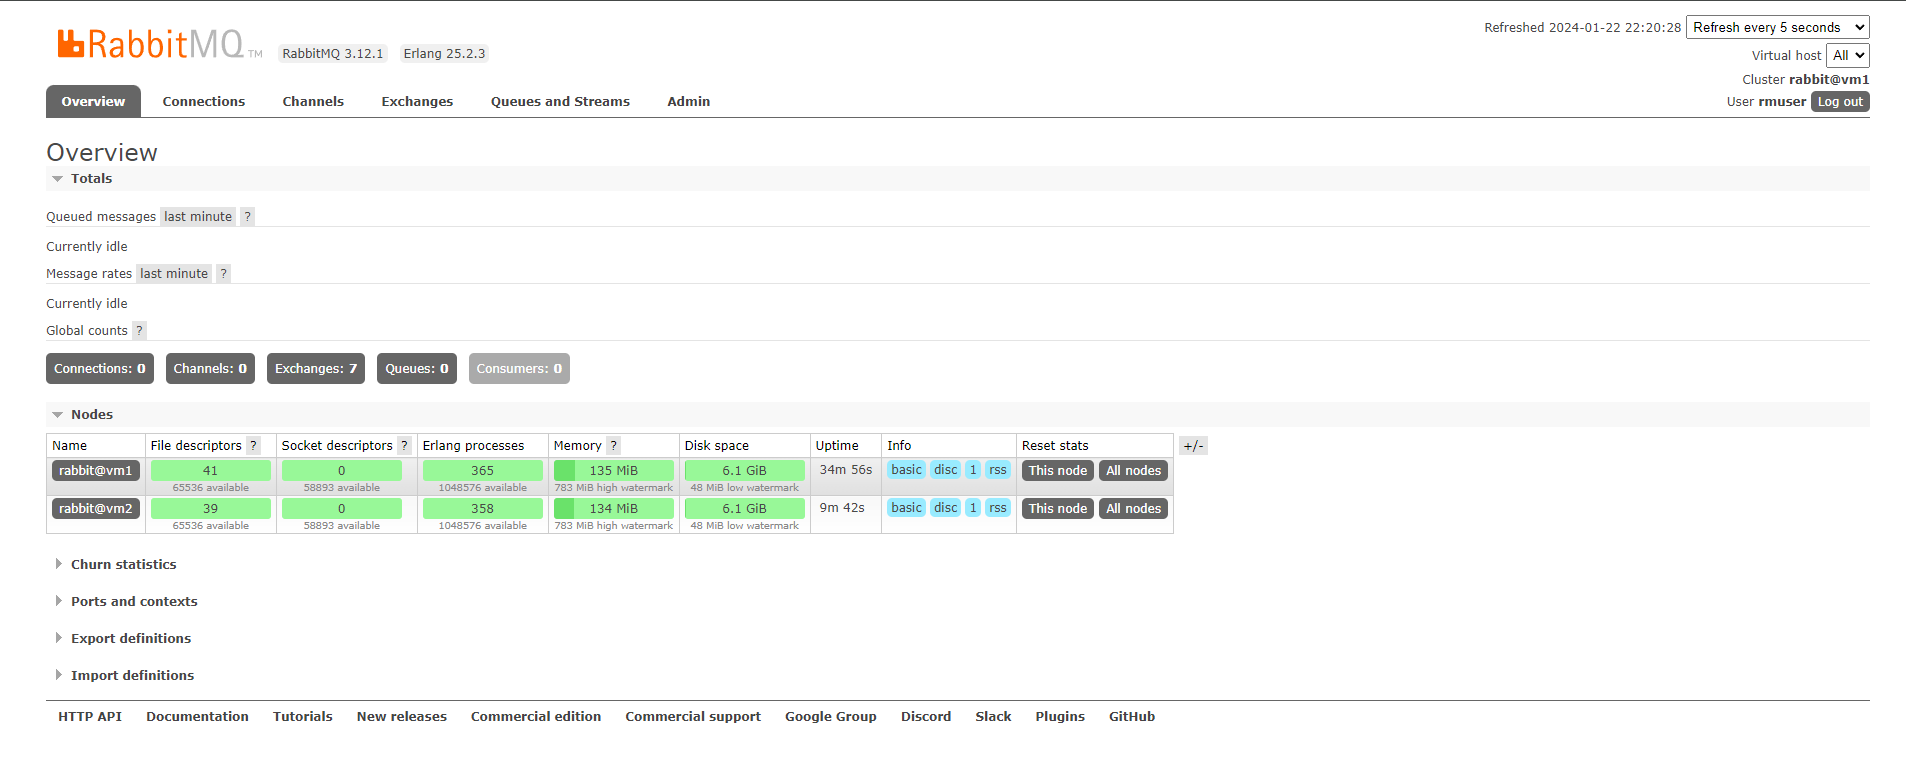 RabbitMQ TM RabbitMQ 3.12.1 Erlang 25.2.3
Refreshed 2024-01-22 22:20:28 Refresh every 5 seconds
Virtual host All
Cluster rabbit@vm1
User rmuser Log out
Overview Connections Channels Exchanges Queues and Streams Admin
Overview
Totals
Queued messages last minute ?
Currently idle
Message rates last minute ?
Currently idle
Global counts ?
Connections: 0 Channels: 0 Exchanges: 7 Queues: 0 Consumers: 0
Nodes
Name File descriptors ? Socket descriptors ? Erlang processes Memory ? Disk space Uptime Info Reset stats +/-
rabbit@vm1 41 0 365 135 MiB 6.1 GiB 34m 56s basic disc 1 rss This node All nodes
65536 available 58893 available 1048576 available 783 MiB high watermark 48 MiB low watermark
rabbit@vm2 39 0 358 134 MiB 6.1 GiB 9m 42s basic disc 1 rss This node All nodes
65536 available 58893 available 1048576 available 783 MiB high watermark 48 MiB low watermark
Churn statistics
Ports and contexts
Export definitions
Import definitions
HTTP API Documentation Tutorials New releases Commercial edition Commercial support Google Group Discord Slack Plugins GitHub